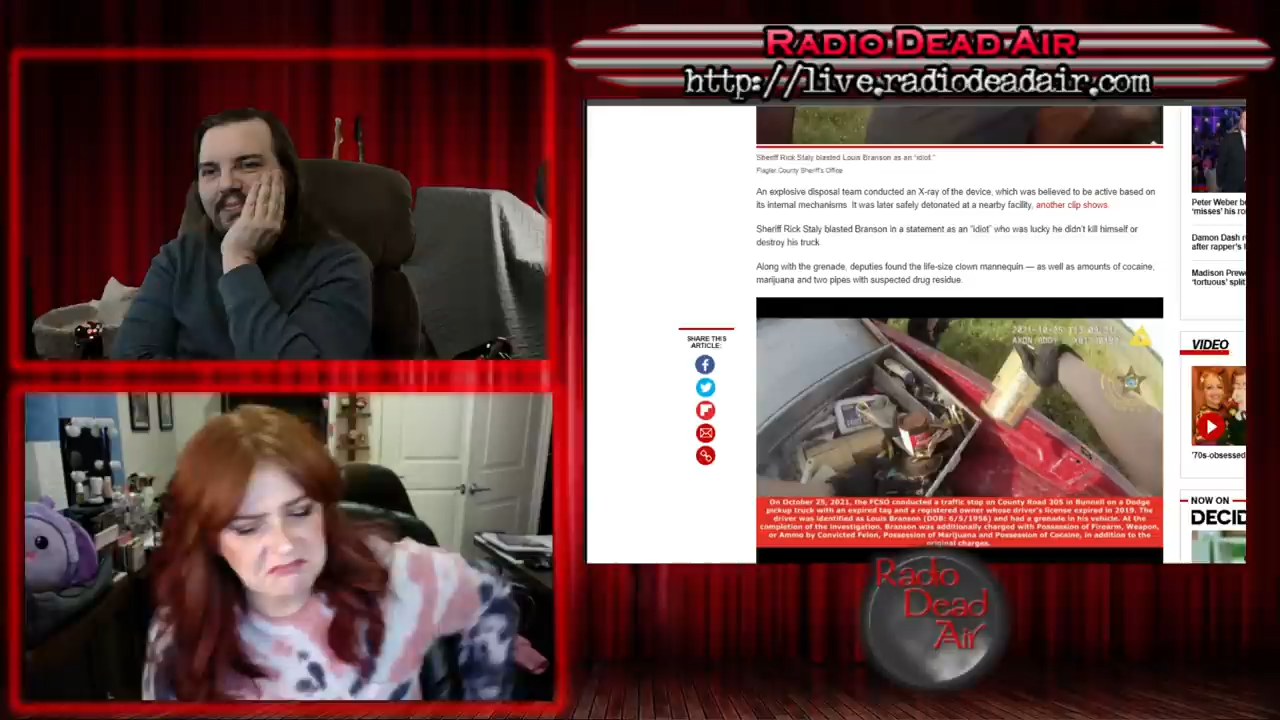 RADIO DEAD AIR
http://live.radiodeadair.com
Sheriff Rick Staly blasted Louis Branson as an "idiot."
Flagler County Sheriff's Office
An explosive disposal team conducted an X-ray of the device, which was believed to be active based on
its internal mechanisms. It was later safely detonated at a nearby facility, another clip shows.
Sheriff Rick Staly blasted Branson in a statement as an "idiot" who was lucky he didn't kill himself or
destroy his truck.
Along with the grenade, deputies found the life-size clown mannequin — as well as amounts of cocaine,
marijuana and two pipes with suspected drug residue.
SHARE THIS
ARTICLE:
On October 25, 2021, the FCSO conducted a traffic stop on County Road 305 in Bunnell on a Dodge
pickup truck with an expired tag and a registered owner whose driver's license expired in 2019. The
driver was identified as Louis Branson (DOB: 6/5/1956) and had a grenade in his vehicle. At the
completion of the investigation, Branson was additionally charged with Possession of Firearm, Weapon,
or Ammo by Convicted Felon, Possession of Marijuana and Possession of Cocaine, in addition to the
original charges.
Peter Weber b
'misses' his ro
Damon Dash r
after rapper's
Madison Prew
'tortuous' split
VIDEO
'70s-obsessed
NOW ON
DECID
Radio
Dead
Air